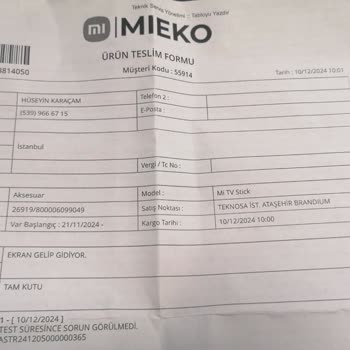 Teknik Servis Yönetimi :: Tabloyu Yazdır
mi | MIEKO
ÜRÜN TESLİM FORMU
8814050
Müşteri Kodu : 55914
Tarih : 10/12/2024 10:01
HÜSEYİN KARAÇAM
Telefon 2 :
(539) 966 67 15
E-Posta :
İstanbul
Vergi / Tc No :
Aksesuar
Model :
Mi TV Stick
26919/800006099049
Satış Noktası :
TEKNOSA İST. ATAŞEHİR BRANDIUM
Var Başlangıç : 21/11/2024 -
Kargo Tarihi :
10/12/2024 10:00
EKRAN GELİP GİDİYOR.
TAM KUTU
1 - [ 10/12/2024 ]
TEST SÜRESİNCE SORUN GÖRÜLMEDİ.
ASTR241205000000365